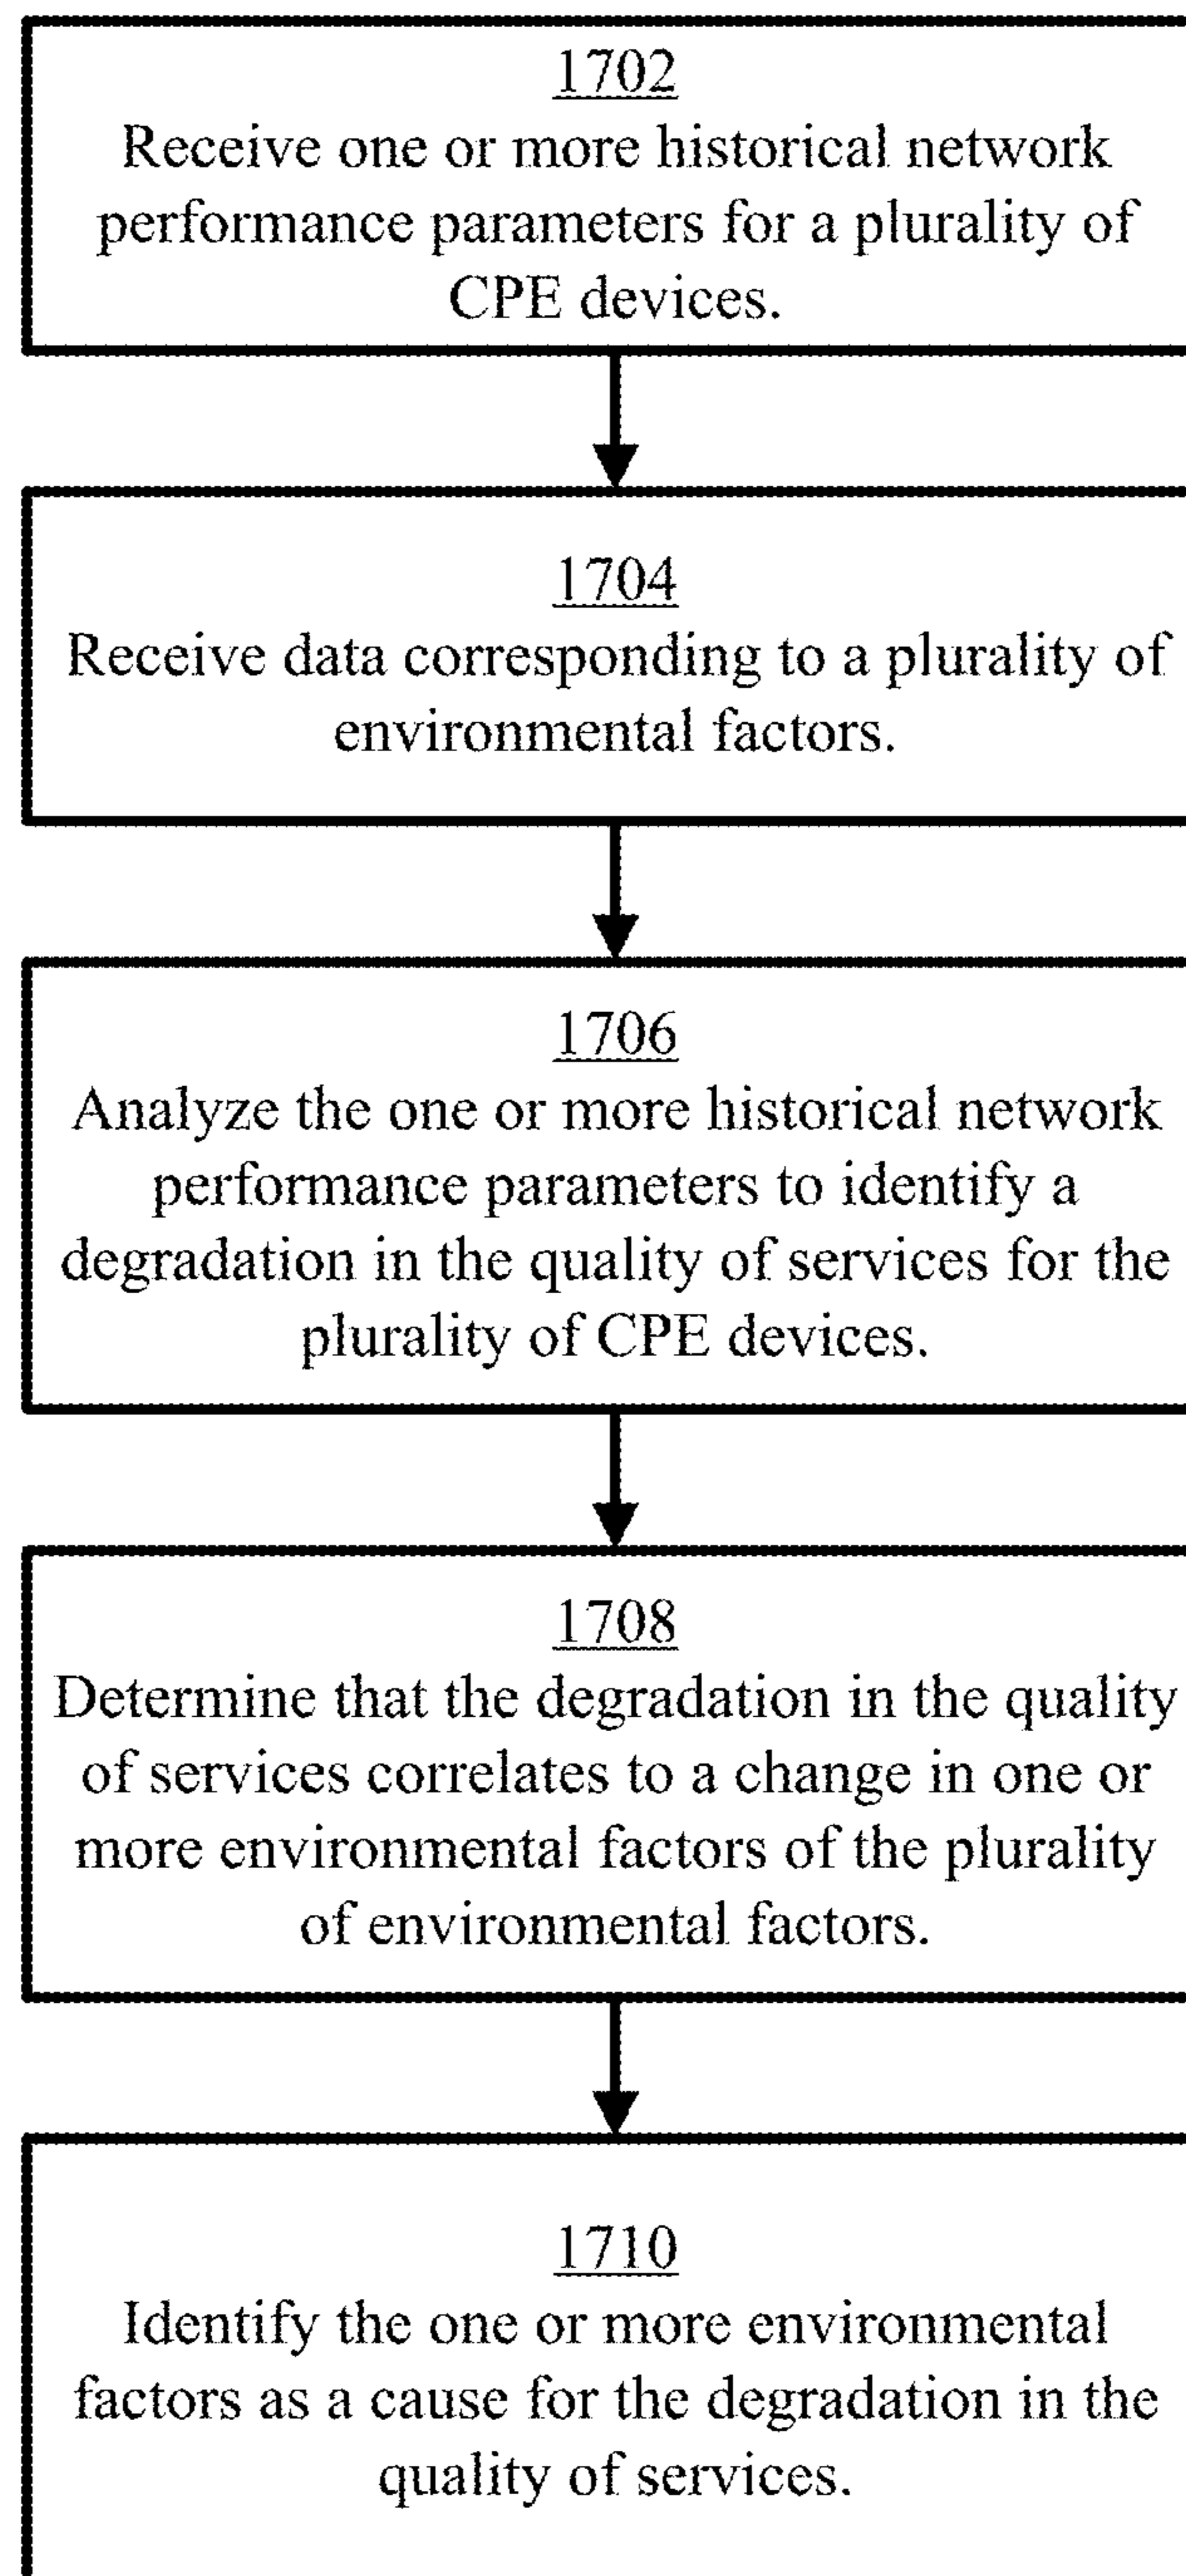 1702
Receive one or more historical network
performance parameters for a plurality of
CPE devices.
1704
Receive data corresponding to a plurality of
environmental factors.
1706
Analyze the one or more historical network
performance parameters to identify a
degradation in the quality of services for the
plurality of CPE devices.
1708
Determine that the degradation in the quality
of services correlates to a change in one or
more environmental factors of the plurality
of environmental factors.
1710
Identify the one or more environmental
factors as a cause for the degradation in the
quality of services.